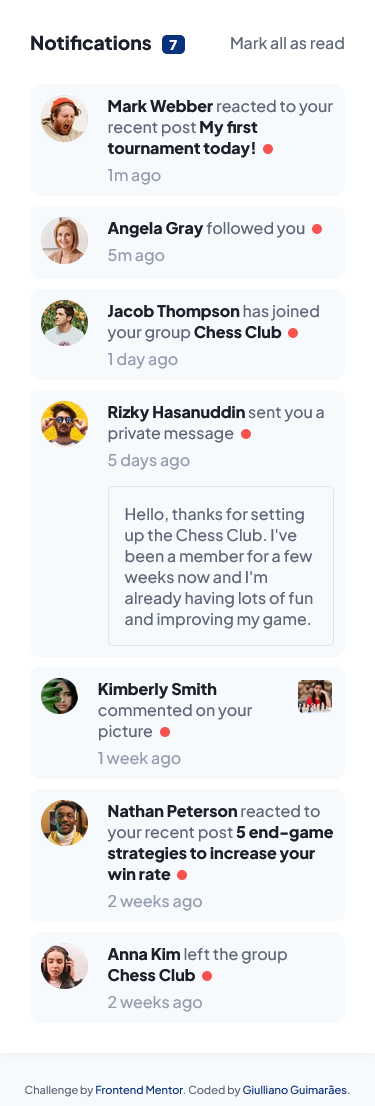 Notifications 7 Mark all as read
Mark Webber reacted to your
recent post My first
tournament today!
1m ago
Angela Gray followed you
5m ago
Jacob Thompson has joined
your group Chess Club
1 day ago
Rizky Hasanuddin sent you a
private message
5 days ago
Hello, thanks for setting
up the Chess Club. I've
been a member for a few
weeks now and I'm
already having lots of fun
and improving my game.
Kimberly Smith
commented on your
picture
1 week ago
Nathan Peterson reacted to
your recent post 5 end-game
strategies to increase your
win rate
2 weeks ago
Anna Kim left the group
Chess Club
2 weeks ago
Challenge by Frontend Mentor. Coded by Giulliano Guimarães.